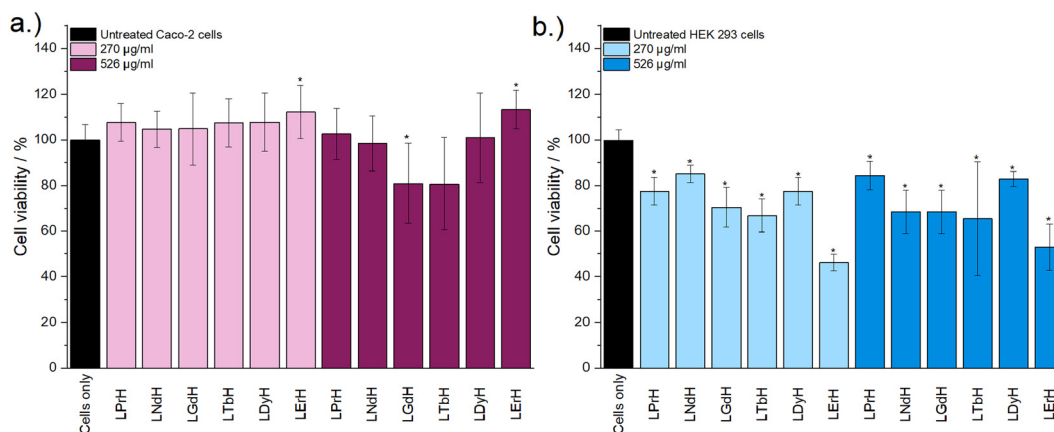 a.)
Untreated Caco-2 cells
270 µg/ml
526 µg/ml
Cell viability / %
140
120
100
80
60
40
20
0
*
*
*
Cells only
LPrH
LNdH
LGdH
LTbH
LDyH
LErH
LPrH
LNdH
LGdH
LTbH
LDyH
LErH
b.)
Untreated HEK 293 cells
270 µg/ml
526 µg/ml
Cell viability / %
140
120
100
80
60
40
20
0
*
*
*
*
*
*
*
*
*
*
*
*
Cells only
LPrH
LNdH
LGdH
LTbH
LDyH
LErH
LPrH
LNdH
LGdH
LTbH
LDyH
LErH